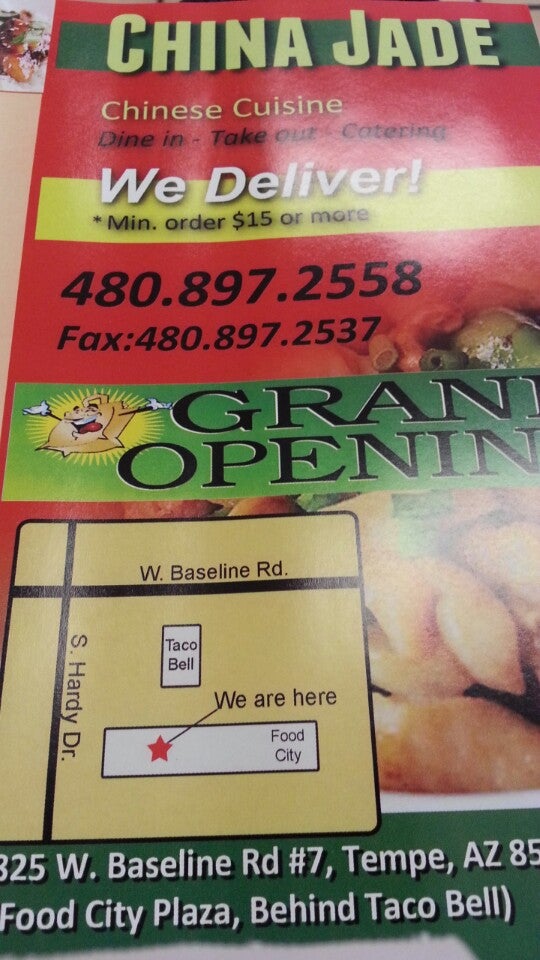 CHINA JADE
Chinese Cuisine
Dine in - Take out - Catering
We Deliver!
*Min. order $15 or more
480.897.2558
Fax:480.897.2537
GRAN
OPENIN
W. Baseline Rd.
S. Hardy Dr.
Taco
Bell
We are here
Food
City
825 W. Baseline Rd #7, Tempe, AZ 85
Food City Plaza, Behind Taco Bell)